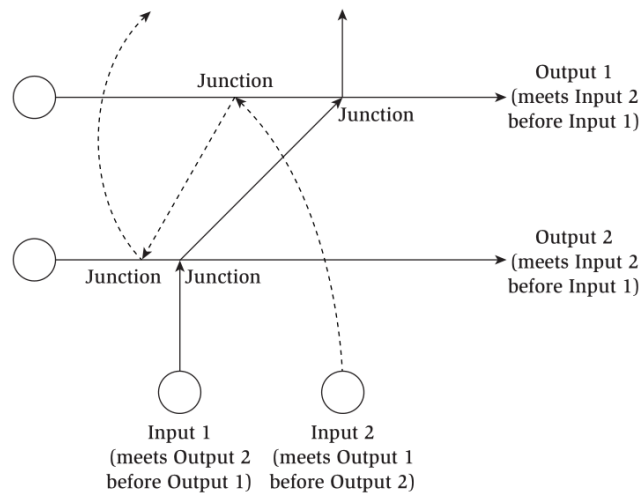 Junction
Output 1
(meets Input 2
before Input 1)
Junction
Output 2
(meets Input 2
before Input 1)
Junction
Junction
Input 1
(meets Output 2
before Output 1)
Input 2
(meets Output 1
before Output 2)